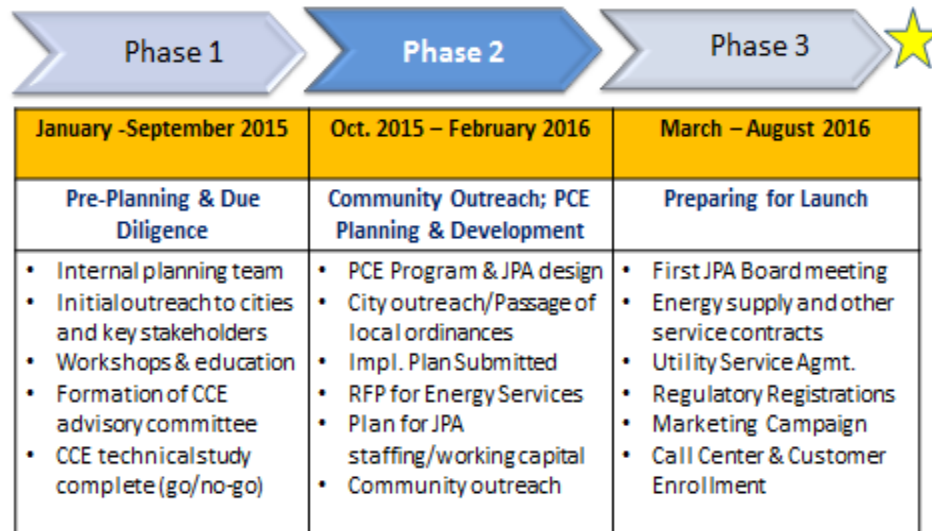 Phase 1
Phase 2
Phase 3
January -September 2015
Oct. 2015 – February 2016
March – August 2016
Pre-Planning & Due
Diligence
Community Outreach; PCE
Planning & Development
Preparing for Launch
• Internal planning team
• Initial outreach to cities
and key stakeholders
• Workshops & education
• Formation of CCE
advisory committee
• CCE technical study
complete (go/no-go)
• PCE Program & JPA design
• City outreach/Passage of
local ordinances
• Impl. Plan Submitted
• RFP for Energy Services
• Plan for JPA
staffing/working capital
• Community outreach
• First JPA Board meeting
• Energy supply and other
service contracts
• Utility Service Agmt.
• Regulatory Registrations
• Marketing Campaign
• Call Center & Customer
Enrollment